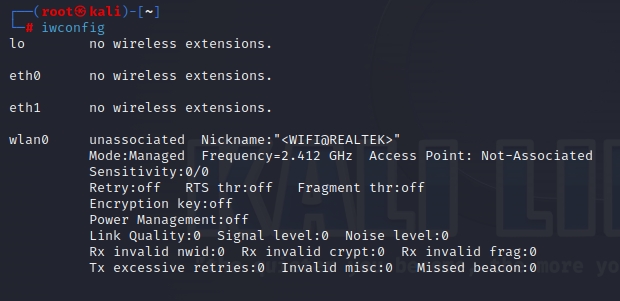 ┌──(root㉿kali)-[~]
└─# iwconfig
lo        no wireless extensions.
eth0      no wireless extensions.
eth1      no wireless extensions.
wlan0     unassociated  Nickname:"<WIFI@REALTEK>"
          Mode:Managed  Frequency=2.412 GHz  Access Point: Not-Associated
          Sensitivity:0/0
          Retry:off   RTS thr:off   Fragment thr:off
          Encryption key:off
          Power Management:off
          Link Quality:0  Signal level:0  Noise level:0
          Rx invalid nwid:0  Rx invalid crypt:0  Rx invalid frag:0
          Tx excessive retries:0  Invalid misc:0   Missed beacon:0
KALI LI